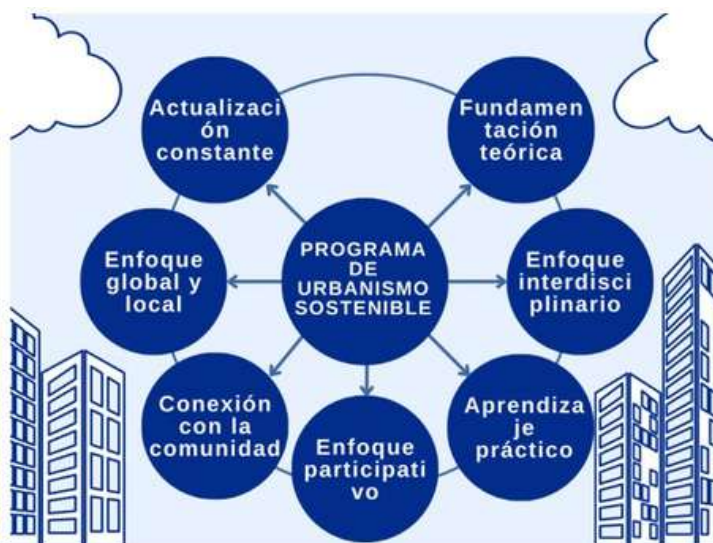 PROGRAMA
DE
URBANISMO
SOSTENIBLE
Fundamen
tación
teórica
Enfoque
interdisci
plinario
Aprendiza
je
práctico
Enfoque
participati
vo
Conexión
con la
comunidad
Enfoque
global y
local
Actualizaci
ón
constante